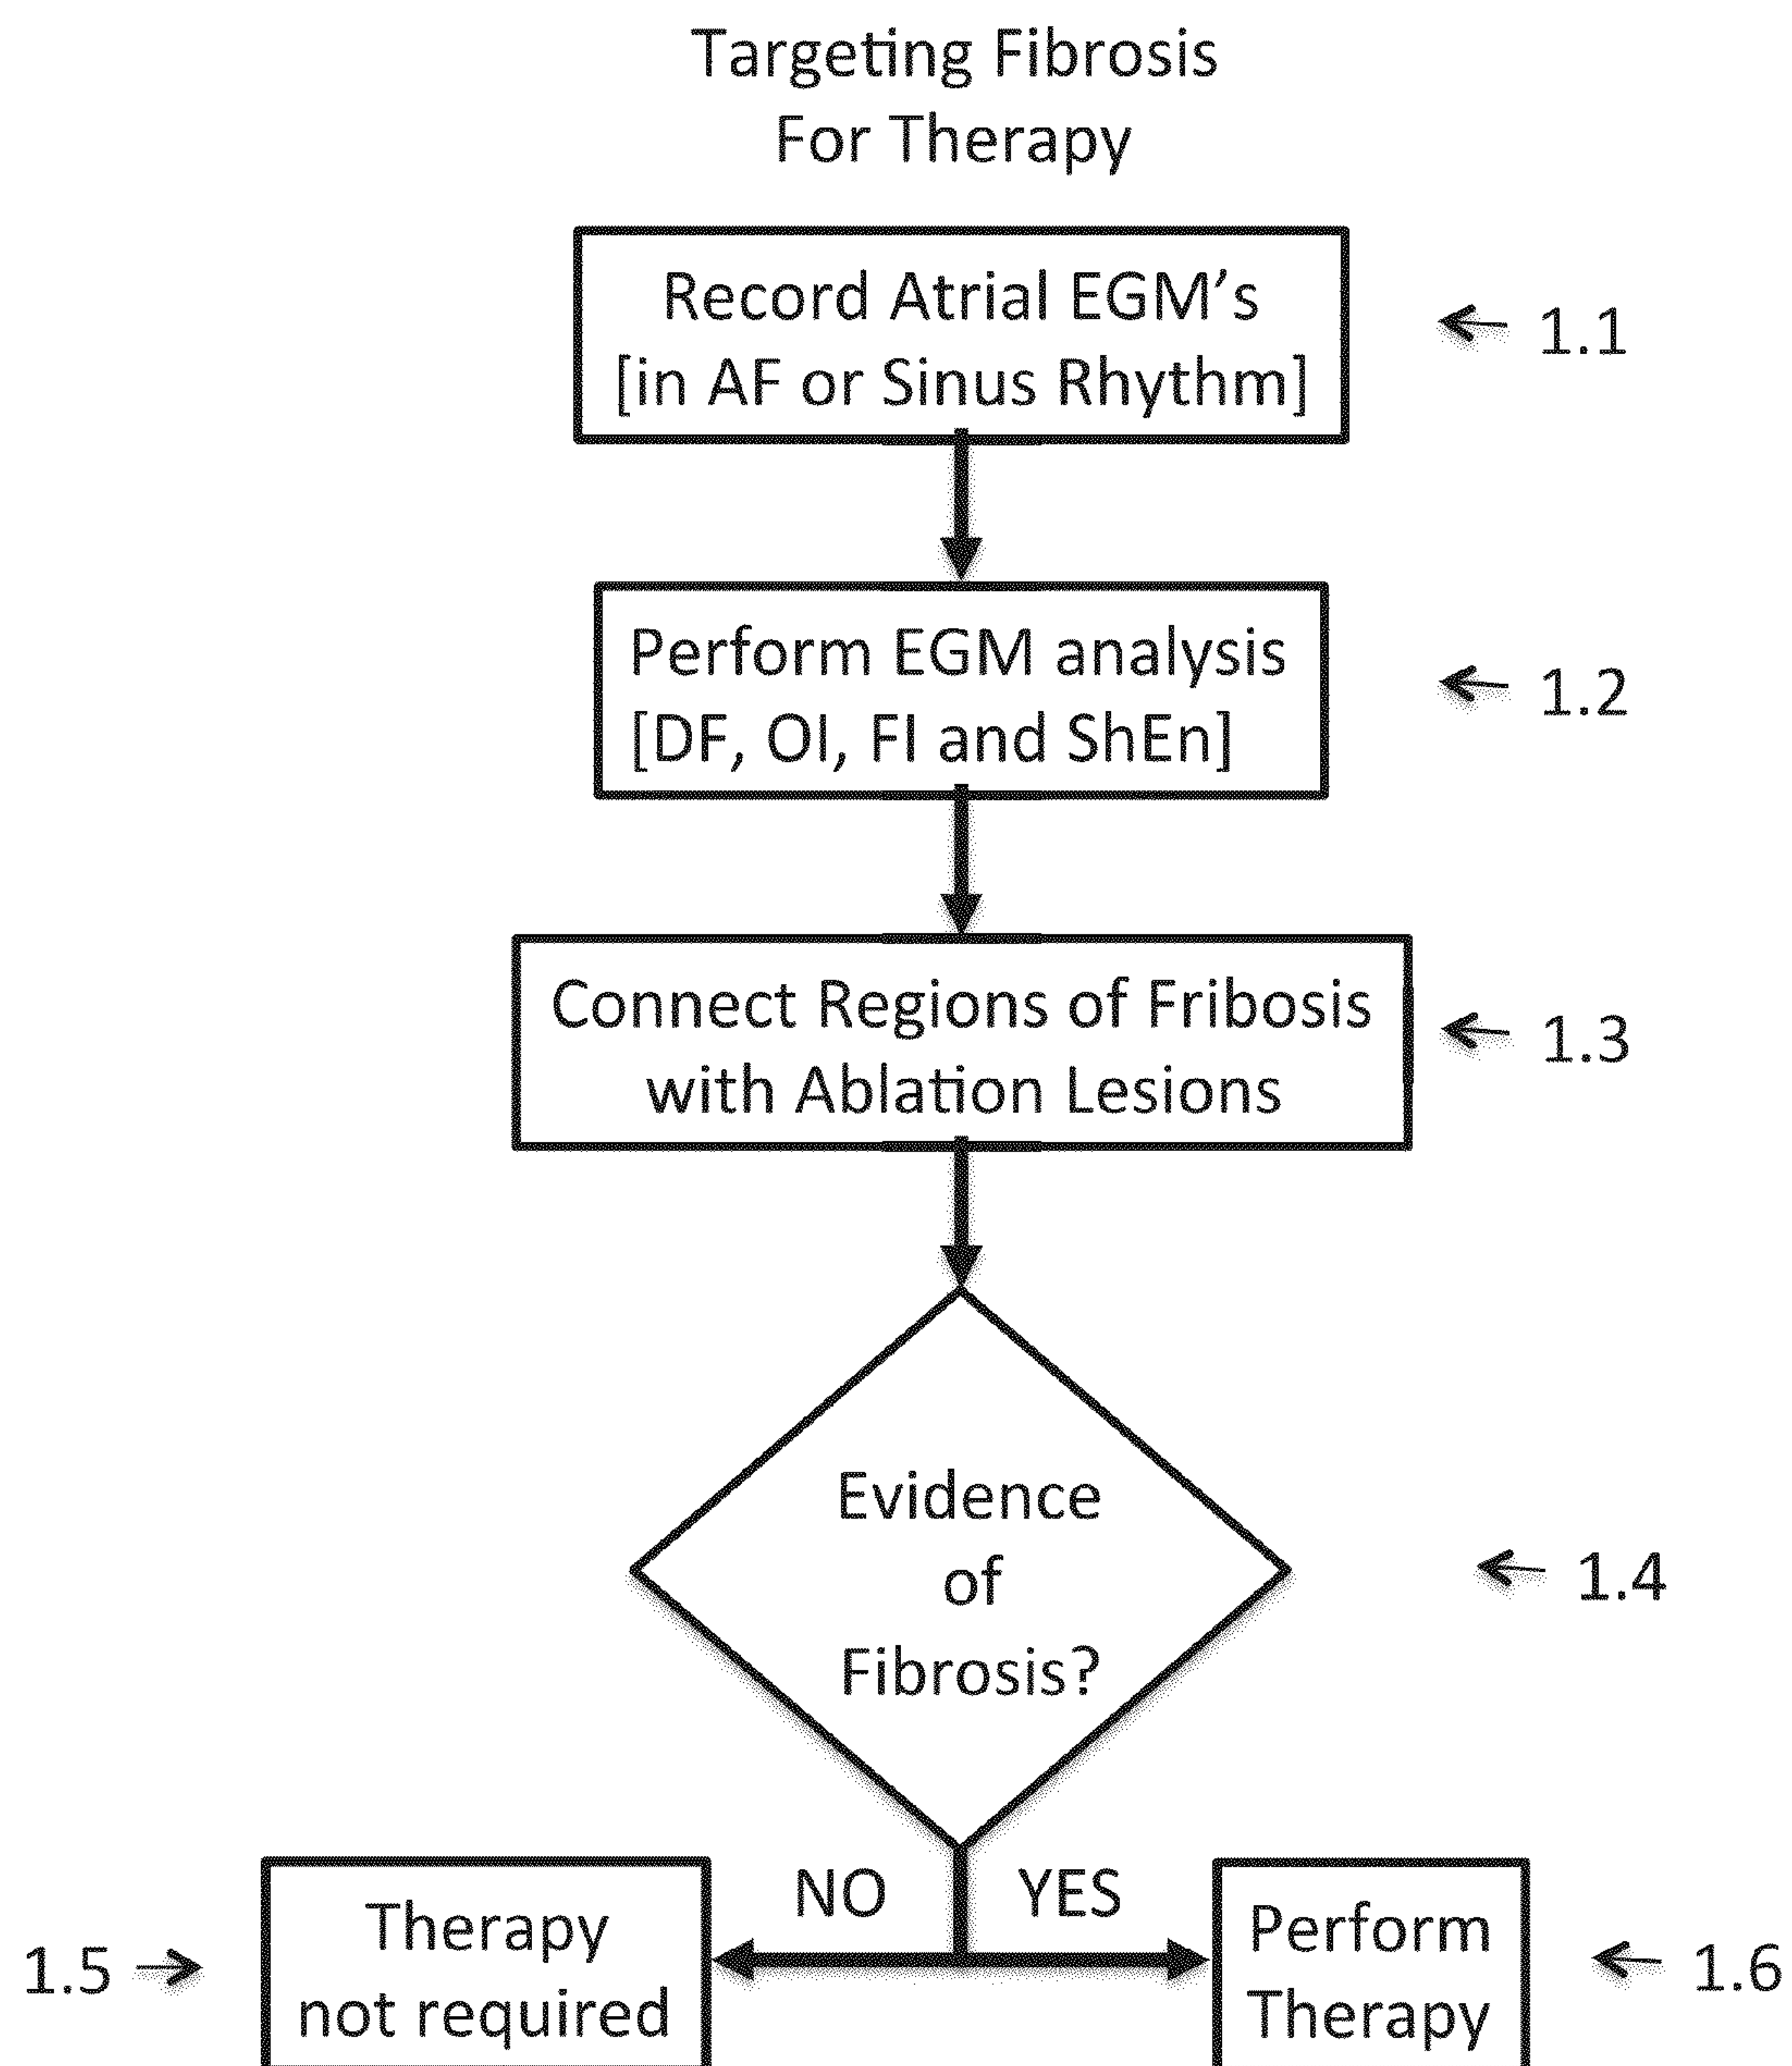 Targeting Fibrosis
For Therapy
Record Atrial EGM's
[in AF or Sinus Rhythm]
1.1
Perform EGM analysis
[DF, OI, FI and ShEn]
1.2
Connect Regions of Fribosis
with Ablation Lesions
1.3
Evidence
of
Fibrosis?
1.4
NO
YES
1.5
Therapy
not required
Perform
Therapy
1.6